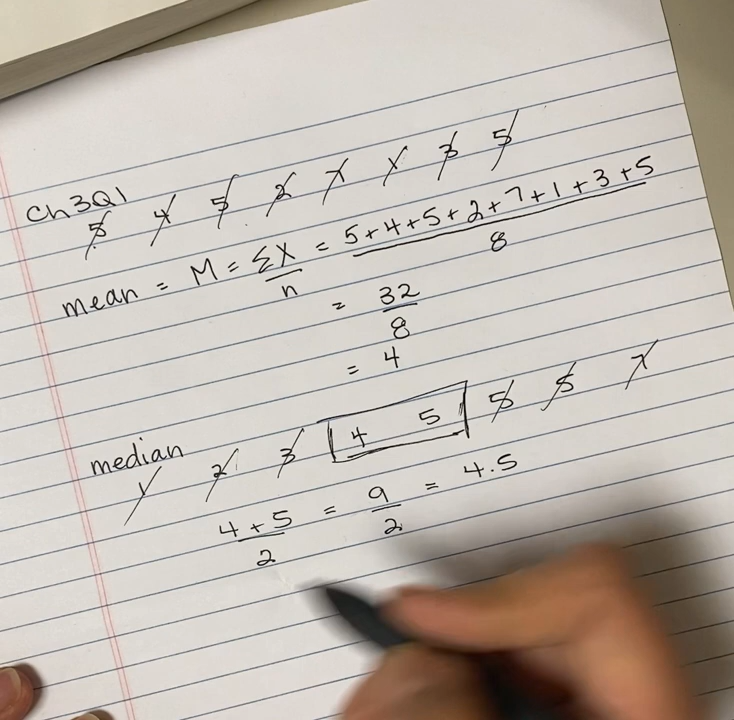 Ch3Q1
5 4 5 2 7 1 3 5
mean = M = ΣX/n = 5+4+5+2+7+1+3+5/8
= 32/8
= 4
median
1 2 3 4 5 5 5 7
4+5/2 = 9/2 = 4.5